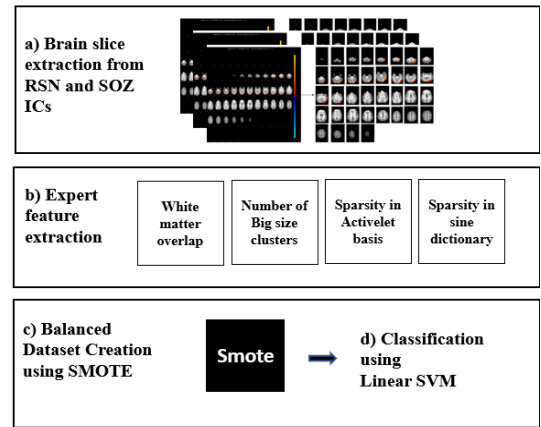 a) Brain slice
extraction from
RSN and SOZ
ICs
b) Expert
feature
extraction
White
matter
overlap
Number of
Big size
clusters
Sparsity in
Activelet
basis
Sparsity in
sine
dictionary
c) Balanced
Dataset Creation
using SMOTE
Smote
d) Classification
using
Linear SVM